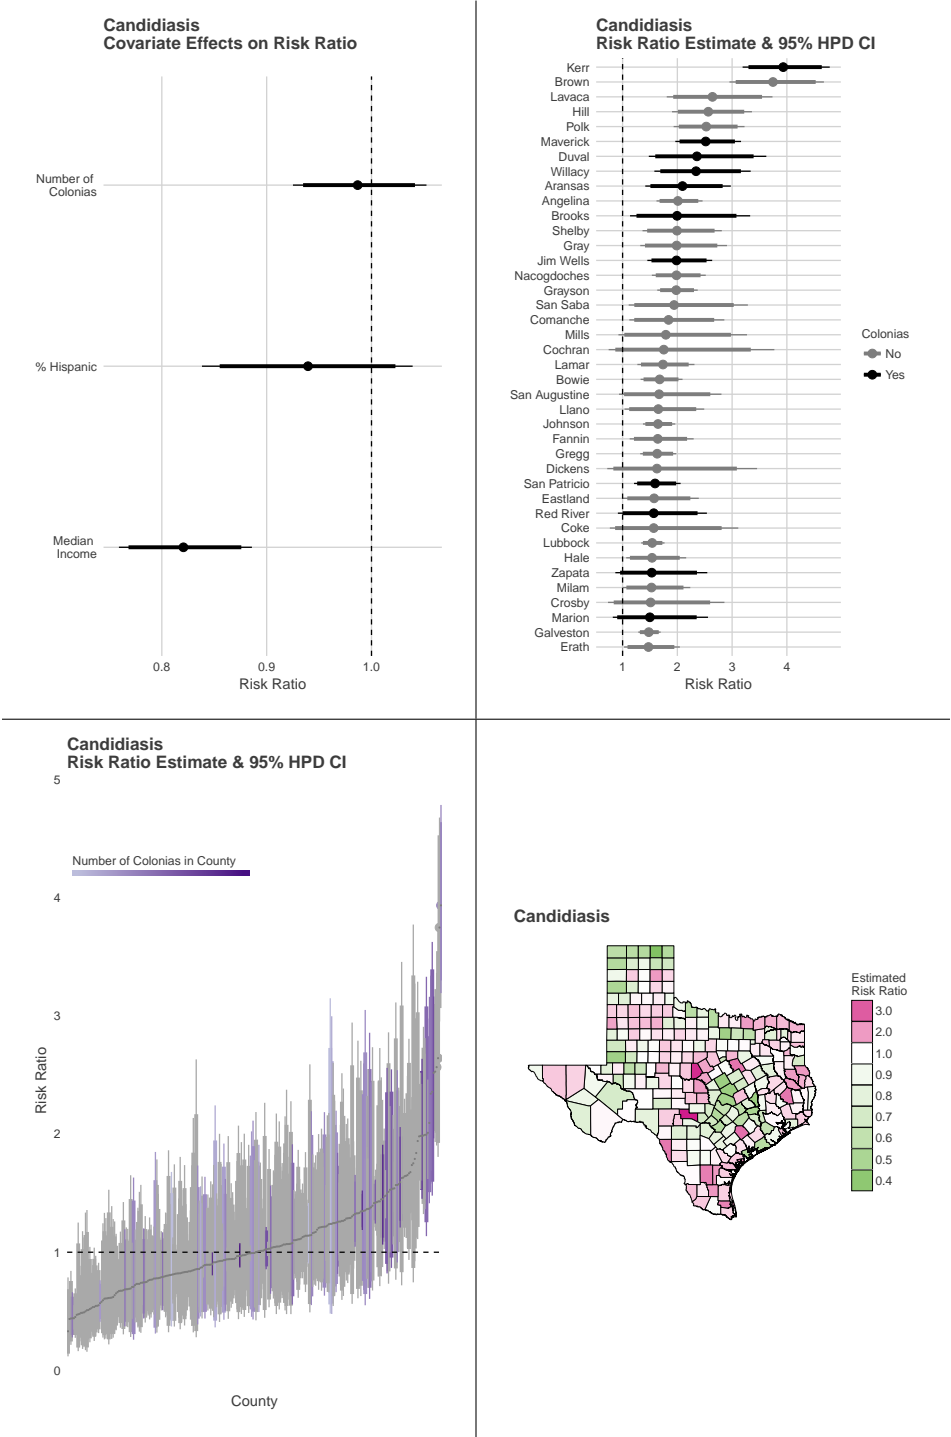 Candidiasis
Covariate Effects on Risk Ratio
Number of
Colonias
% Hispanic
Median
Income
0.8
0.9
1.0
Risk Ratio
Candidiasis
Risk Ratio Estimate & 95% HPD CI
Kerr
Brown
Lavaca
Hill
Polk
Maverick
Duval
Willacy
Aransas
Angelina
Brooks
Shelby
Gray
Jim Wells
Nacogdoches
Grayson
San Saba
Comanche
Mills
Cochran
Lamar
Bowie
San Augustine
Llano
Johnson
Fannin
Gregg
Dickens
San Patricio
Eastland
Red River
Coke
Lubbock
Hale
Zapata
Milam
Crosby
Marion
Galveston
Erath
1
2
3
4
Risk Ratio
Colonias
No
Yes
Candidiasis
Risk Ratio Estimate & 95% HPD CI
5
4
3
2
1
0
Risk Ratio
Number of Colonias in County
County
Candidiasis
Estimated
Risk Ratio
3.0
2.0
1.0
0.9
0.8
0.7
0.6
0.5
0.4